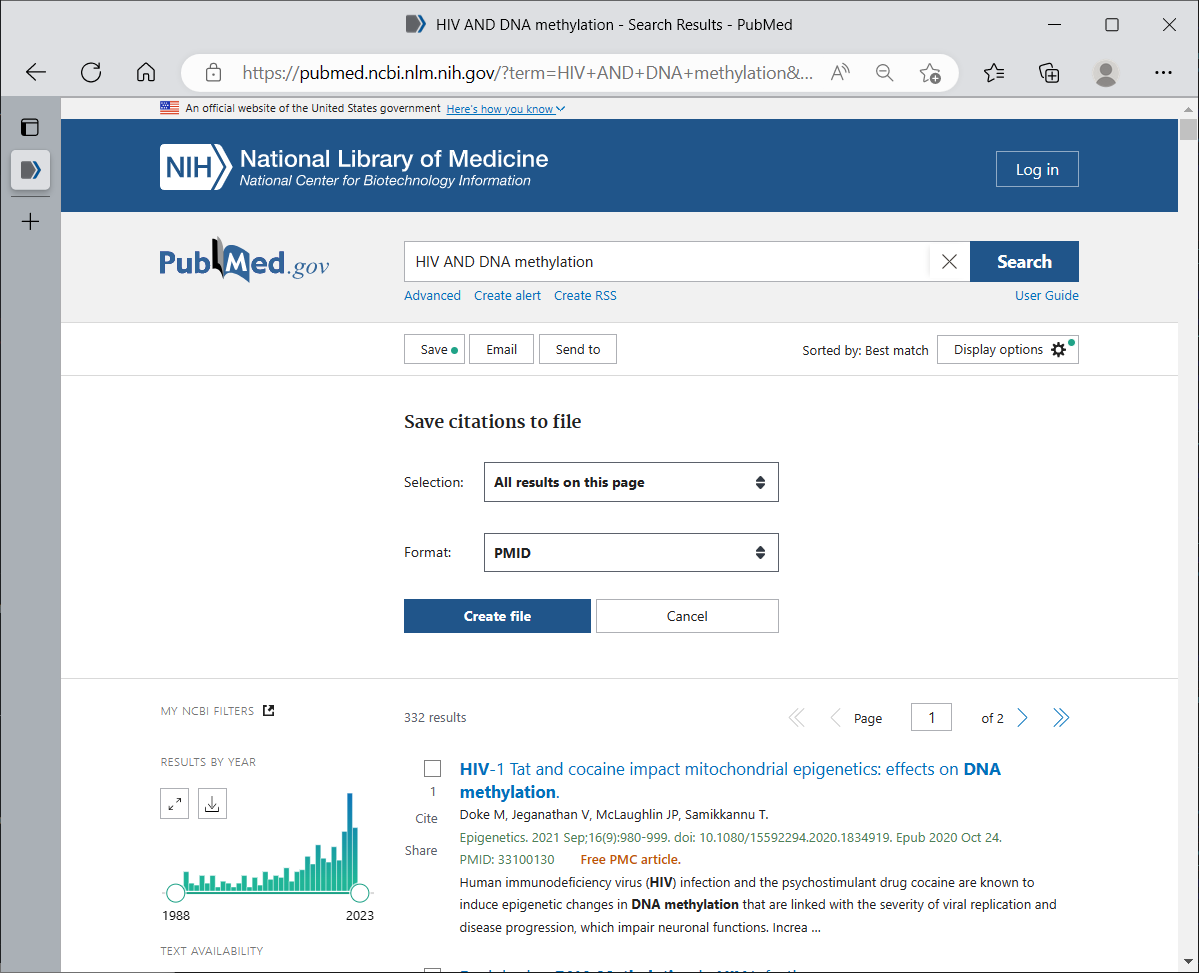 HIV AND DNA methylation - Search Results - PubMed
https://pubmed.ncbi.nlm.nih.gov/?term=HIV+AND+DNA+methylation&...
An official website of the United States government Here's how you know
NIH National Library of Medicine
National Center for Biotechnology Information
Log in
PubMed.gov
HIV AND DNA methylation
Search
Advanced Create alert Create RSS
User Guide
Save Email Send to
Sorted by: Best match Display options
Save citations to file
Selection: All results on this page
Format: PMID
Create file Cancel
MY NCBI FILTERS
332 results
Page 1 of 2
RESULTS BY YEAR
1988 2023
TEXT AVAILABILITY
1
Cite
Share
HIV-1 Tat and cocaine impact mitochondrial epigenetics: effects on DNA
methylation.
Doke M, Jeganathan V, McLaughlin JP, Samikkannu T.
Epigenetics. 2021 Sep;16(9):980-999. doi: 10.1080/15592294.2020.1834919. Epub 2020 Oct 24.
PMID: 33100130 Free PMC article.
Human immunodeficiency virus (HIV) infection and the psychostimulant drug cocaine are known to
induce epigenetic changes in DNA methylation that are linked with the severity of viral replication and
disease progression, which impair neuronal functions. Increa ...